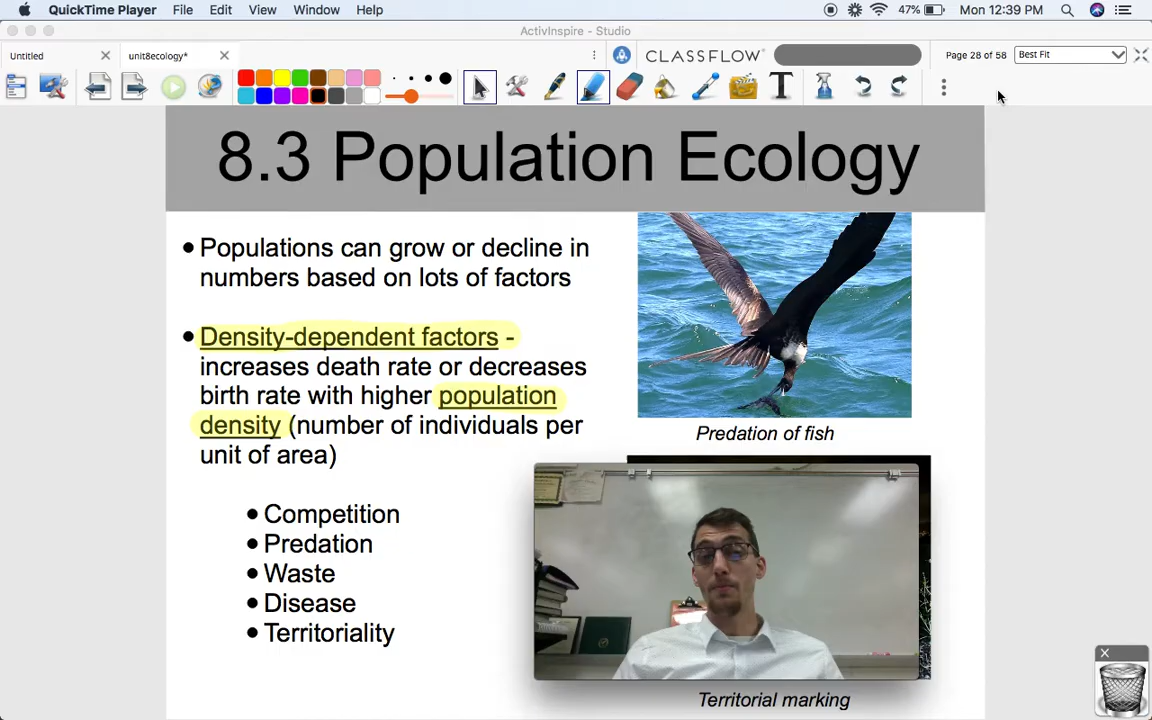 QuickTime Player File Edit View Window Help 47% Mon 12:39 PM
ActivInspire - Studio
Untitled unit8ecology* CLASSFLOW Page 28 of 58 Best Fit
8.3 Population Ecology
• Populations can grow or decline in
numbers based on lots of factors
• Density-dependent factors -
increases death rate or decreases
birth rate with higher population
density (number of individuals per
unit of area)
• Competition
• Predation
• Waste
• Disease
• Territoriality
Predation of fish
Territorial marking